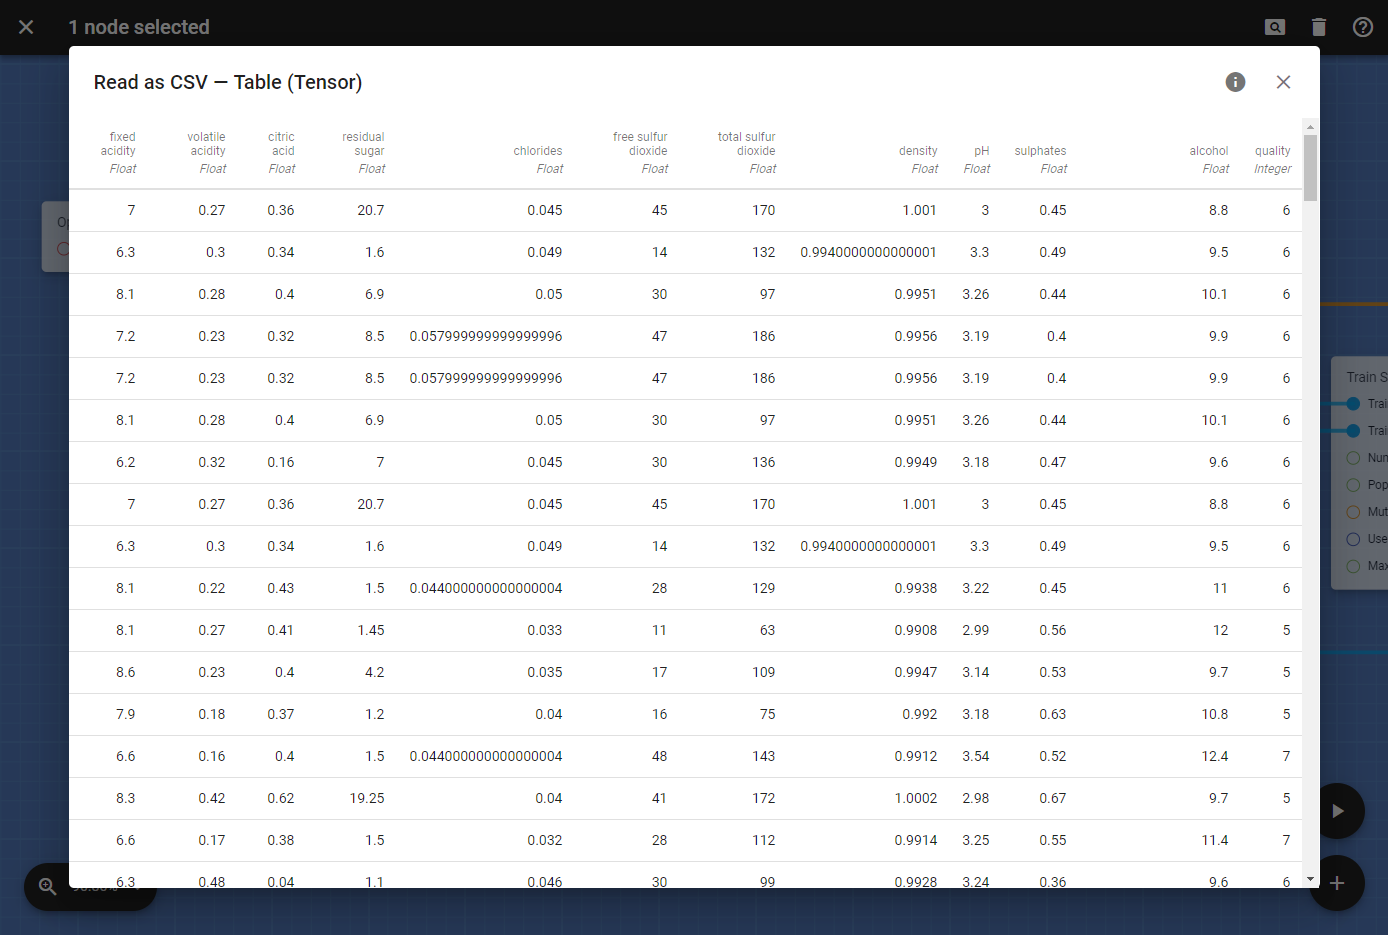 1 node selected
Read as CSV — Table (Tensor)
fixed acidity Float volatile acidity Float citric acid Float residual sugar Float chlorides Float free sulfur dioxide Float total sulfur dioxide Float density Float pH Float sulphates Float alcohol Float quality Integer
7 0.27 0.36 20.7 0.045 45 170 1.001 3 0.45 8.8 6
6.3 0.3 0.34 1.6 0.049 14 132 0.9940000000000001 3.3 0.49 9.5 6
8.1 0.28 0.4 6.9 0.05 30 97 0.9951 3.26 0.44 10.1 6
7.2 0.23 0.32 8.5 0.057999999999999996 47 186 0.9956 3.19 0.4 9.9 6
7.2 0.23 0.32 8.5 0.057999999999999996 47 186 0.9956 3.19 0.4 9.9 6
8.1 0.28 0.4 6.9 0.05 30 97 0.9951 3.26 0.44 10.1 6
6.2 0.32 0.16 7 0.045 30 136 0.9949 3.18 0.47 9.6 6
7 0.27 0.36 20.7 0.045 45 170 1.001 3 0.45 8.8 6
6.3 0.3 0.34 1.6 0.049 14 132 0.9940000000000001 3.3 0.49 9.5 6
8.1 0.22 0.43 1.5 0.044000000000000004 28 129 0.9938 3.22 0.45 11 6
8.1 0.27 0.41 1.45 0.033 11 63 0.9908 2.99 0.56 12 5
8.6 0.23 0.4 4.2 0.035 17 109 0.9947 3.14 0.53 9.7 5
7.9 0.18 0.37 1.2 0.04 16 75 0.992 3.18 0.63 10.8 5
6.6 0.16 0.4 1.5 0.044000000000000004 48 143 0.9912 3.54 0.52 12.4 7
8.3 0.42 0.62 19.25 0.04 41 172 1.0002 2.98 0.67 9.7 5
6.6 0.17 0.38 1.5 0.032 28 112 0.9914 3.25 0.55 11.4 7
6.3 0.48 0.04 1.1 0.046 30 99 0.9928 3.24 0.36 9.6 6
Op
Train S
Trai
Trai
Num
Pop
Mut
Use
Max